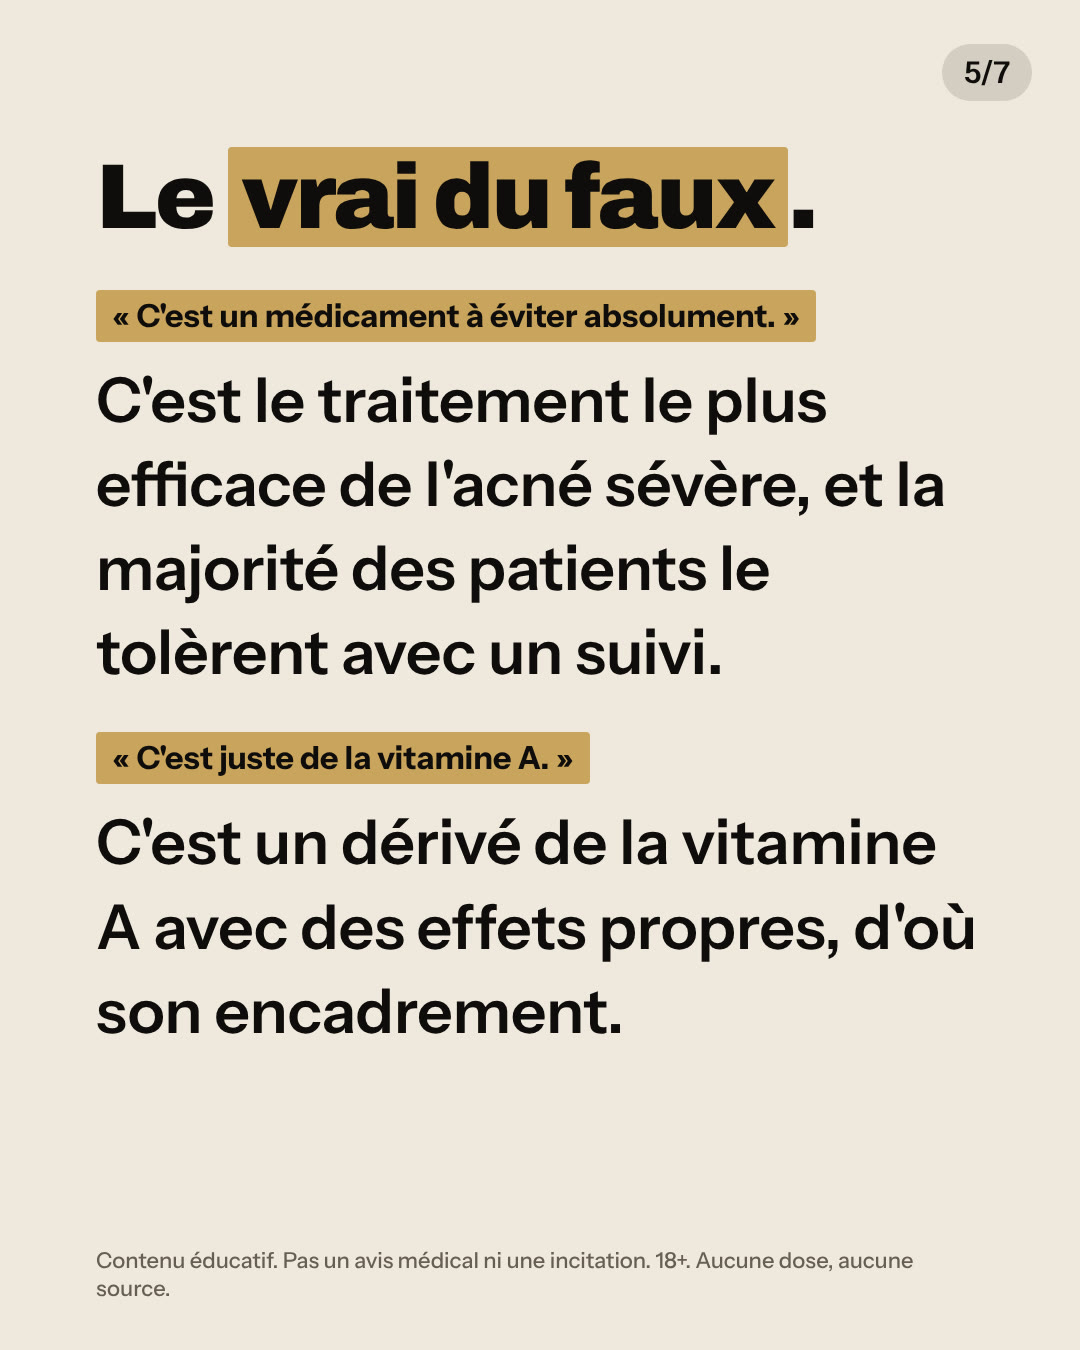 5/7
Le vrai du faux.
« C'est un médicament à éviter absolument. »
C'est le traitement le plus
efficace de l'acné sévère, et la
majorité des patients le
tolèrent avec un suivi.
« C'est juste de la vitamine A. »
C'est un dérivé de la vitamine
A avec des effets propres, d'où
son encadrement.
Contenu éducatif. Pas un avis médical ni une incitation. 18+. Aucune dose, aucune
source.